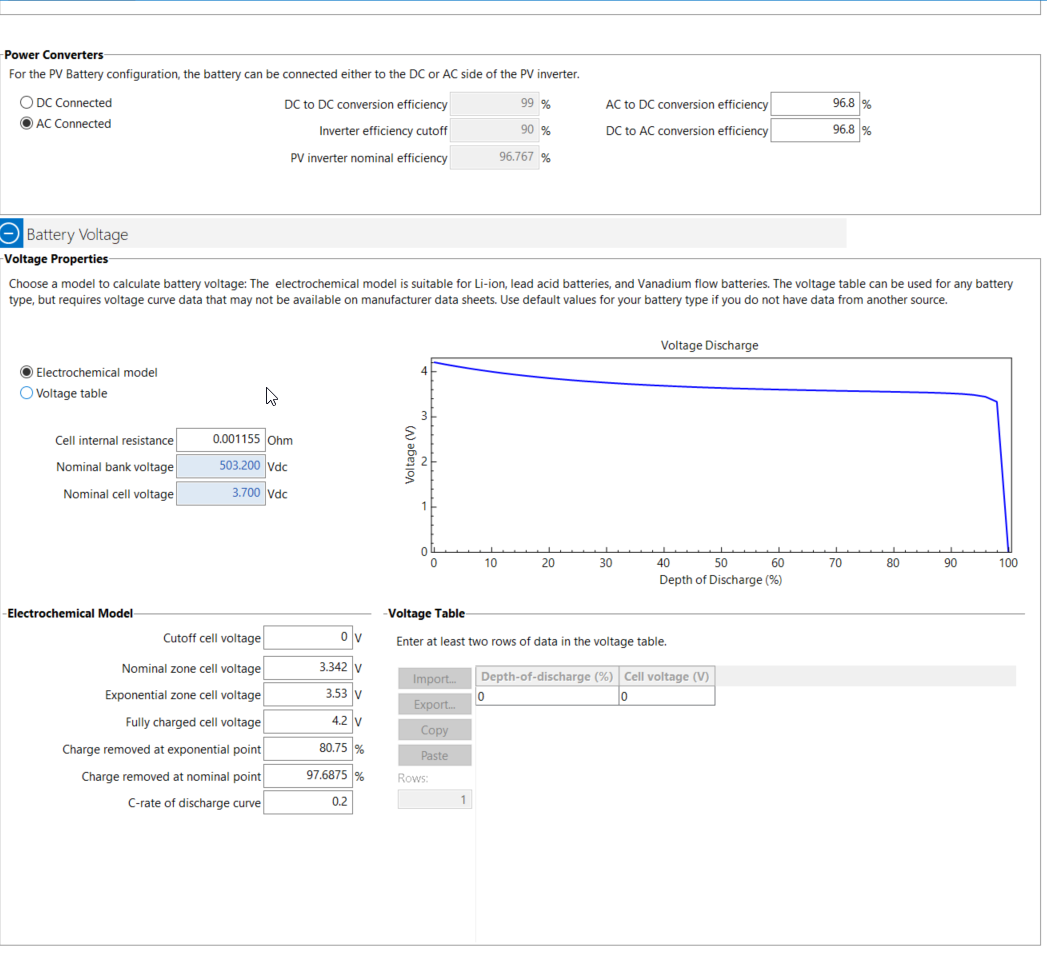 Power Converters
For the PV Battery configuration, the battery can be connected either to the DC or AC side of the PV inverter.
DC Connected
AC Connected
DC to DC conversion efficiency 99 %
Inverter efficiency cutoff 90 %
PV inverter nominal efficiency 96.767 %
AC to DC conversion efficiency 96.8 %
DC to AC conversion efficiency 96.8 %
Battery Voltage
Voltage Properties
Choose a model to calculate battery voltage: The electrochemical model is suitable for Li-ion, lead acid batteries, and Vanadium flow batteries. The voltage table can be used for any battery
type, but requires voltage curve data that may not be available on manufacturer data sheets. Use default values for your battery type if you do not have data from another source.
Electrochemical model
Voltage table
Cell internal resistance 0.001155 Ohm
Nominal bank voltage 503.200 Vdc
Nominal cell voltage 3.700 Vdc
Voltage Discharge
Voltage (V)
4
3
2
1
0
0 10 20 30 40 50 60 70 80 90 100
Depth of Discharge (%)
Electrochemical Model
Cutoff cell voltage 0 V
Nominal zone cell voltage 3.342 V
Exponential zone cell voltage 3.53 V
Fully charged cell voltage 4.2 V
Charge removed at exponential point 80.75 %
Charge removed at nominal point 97.6875 %
C-rate of discharge curve 0.2
Voltage Table
Enter at least two rows of data in the voltage table.
Import...
Export...
Copy
Paste
Rows:
1
Depth-of-discharge (%) Cell voltage (V)
0 0